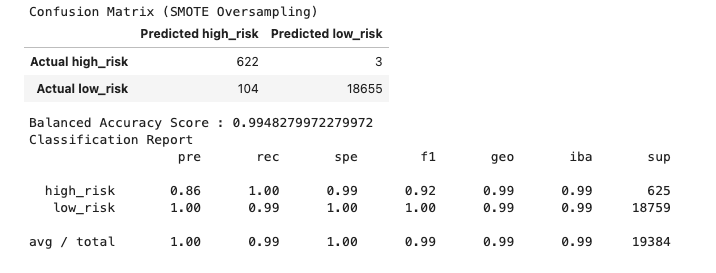 Confusion Matrix (SMOTE Oversampling)
Predicted high_risk Predicted low_risk
Actual high_risk 622 3
Actual low_risk 104 18655
Balanced Accuracy Score : 0.9948279972279972
Classification Report
pre rec spe f1 geo iba sup
high_risk 0.86 1.00 0.99 0.92 0.99 0.99 625
low_risk 1.00 0.99 1.00 1.00 0.99 0.99 18759
avg / total 1.00 0.99 1.00 0.99 0.99 0.99 19384